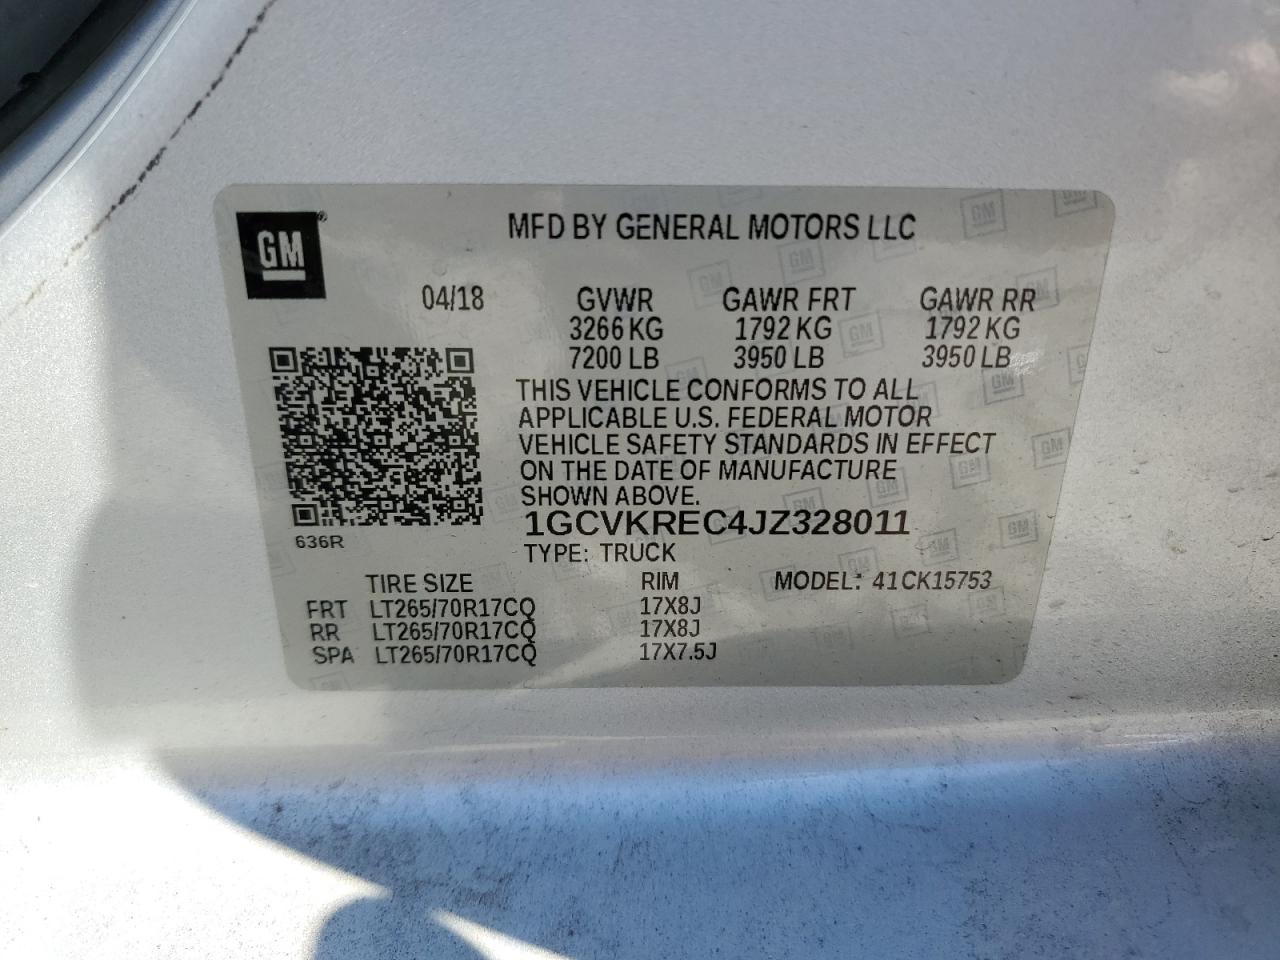 GM®
MFD BY GENERAL MOTORS LLC
04/18 GVWR GAWR FRT GAWR RR
3266 KG 1792 KG 1792 KG
7200 LB 3950 LB 3950 LB
THIS VEHICLE CONFORMS TO ALL
APPLICABLE U.S. FEDERAL MOTOR
VEHICLE SAFETY STANDARDS IN EFFECT
ON THE DATE OF MANUFACTURE
SHOWN ABOVE.
1GCVKREC4JZ328011
636R
TYPE: TRUCK
TIRE SIZE RIM MODEL: 41CK15753
FRT LT265/70R17CQ 17X8J
RR LT265/70R17CQ 17X8J
SPA LT265/70R17CQ 17X7.5J